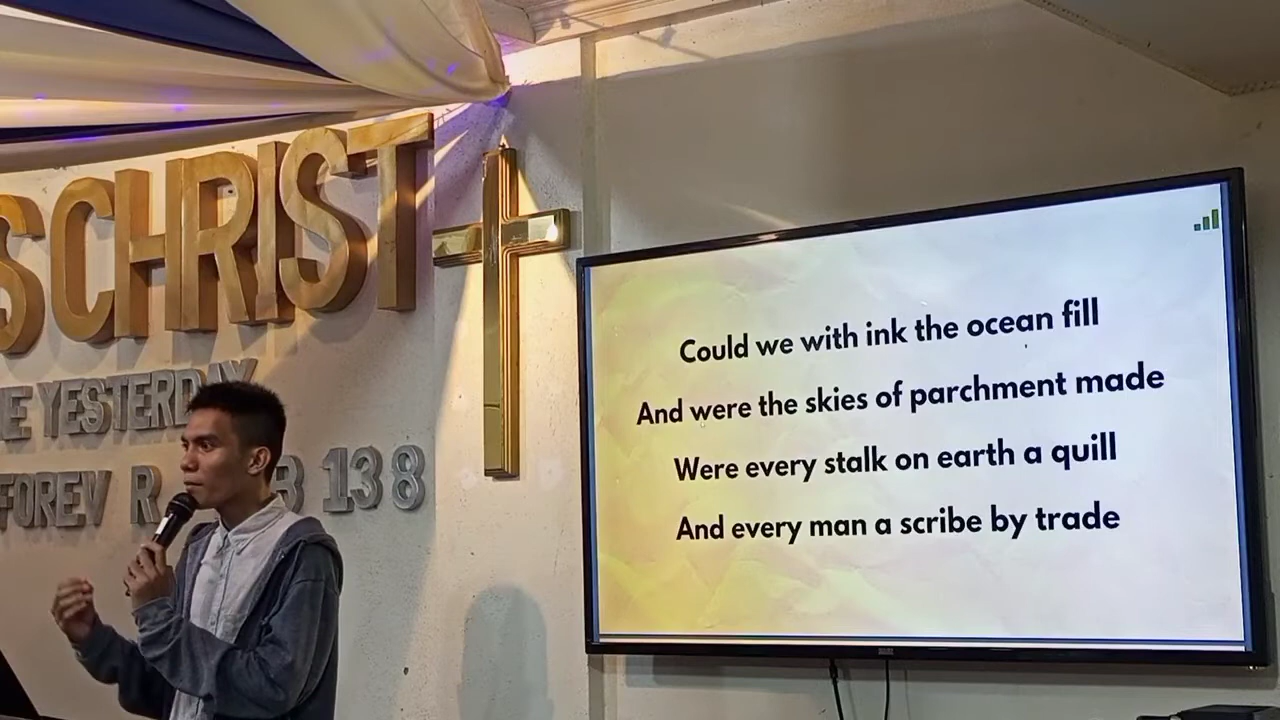 SCHRIST
E YESTERDAY
FOREV R B 138
Could we with ink the ocean fill
And were the skies of parchment made
Were every stalk on earth a quill
And every man a scribe by trade